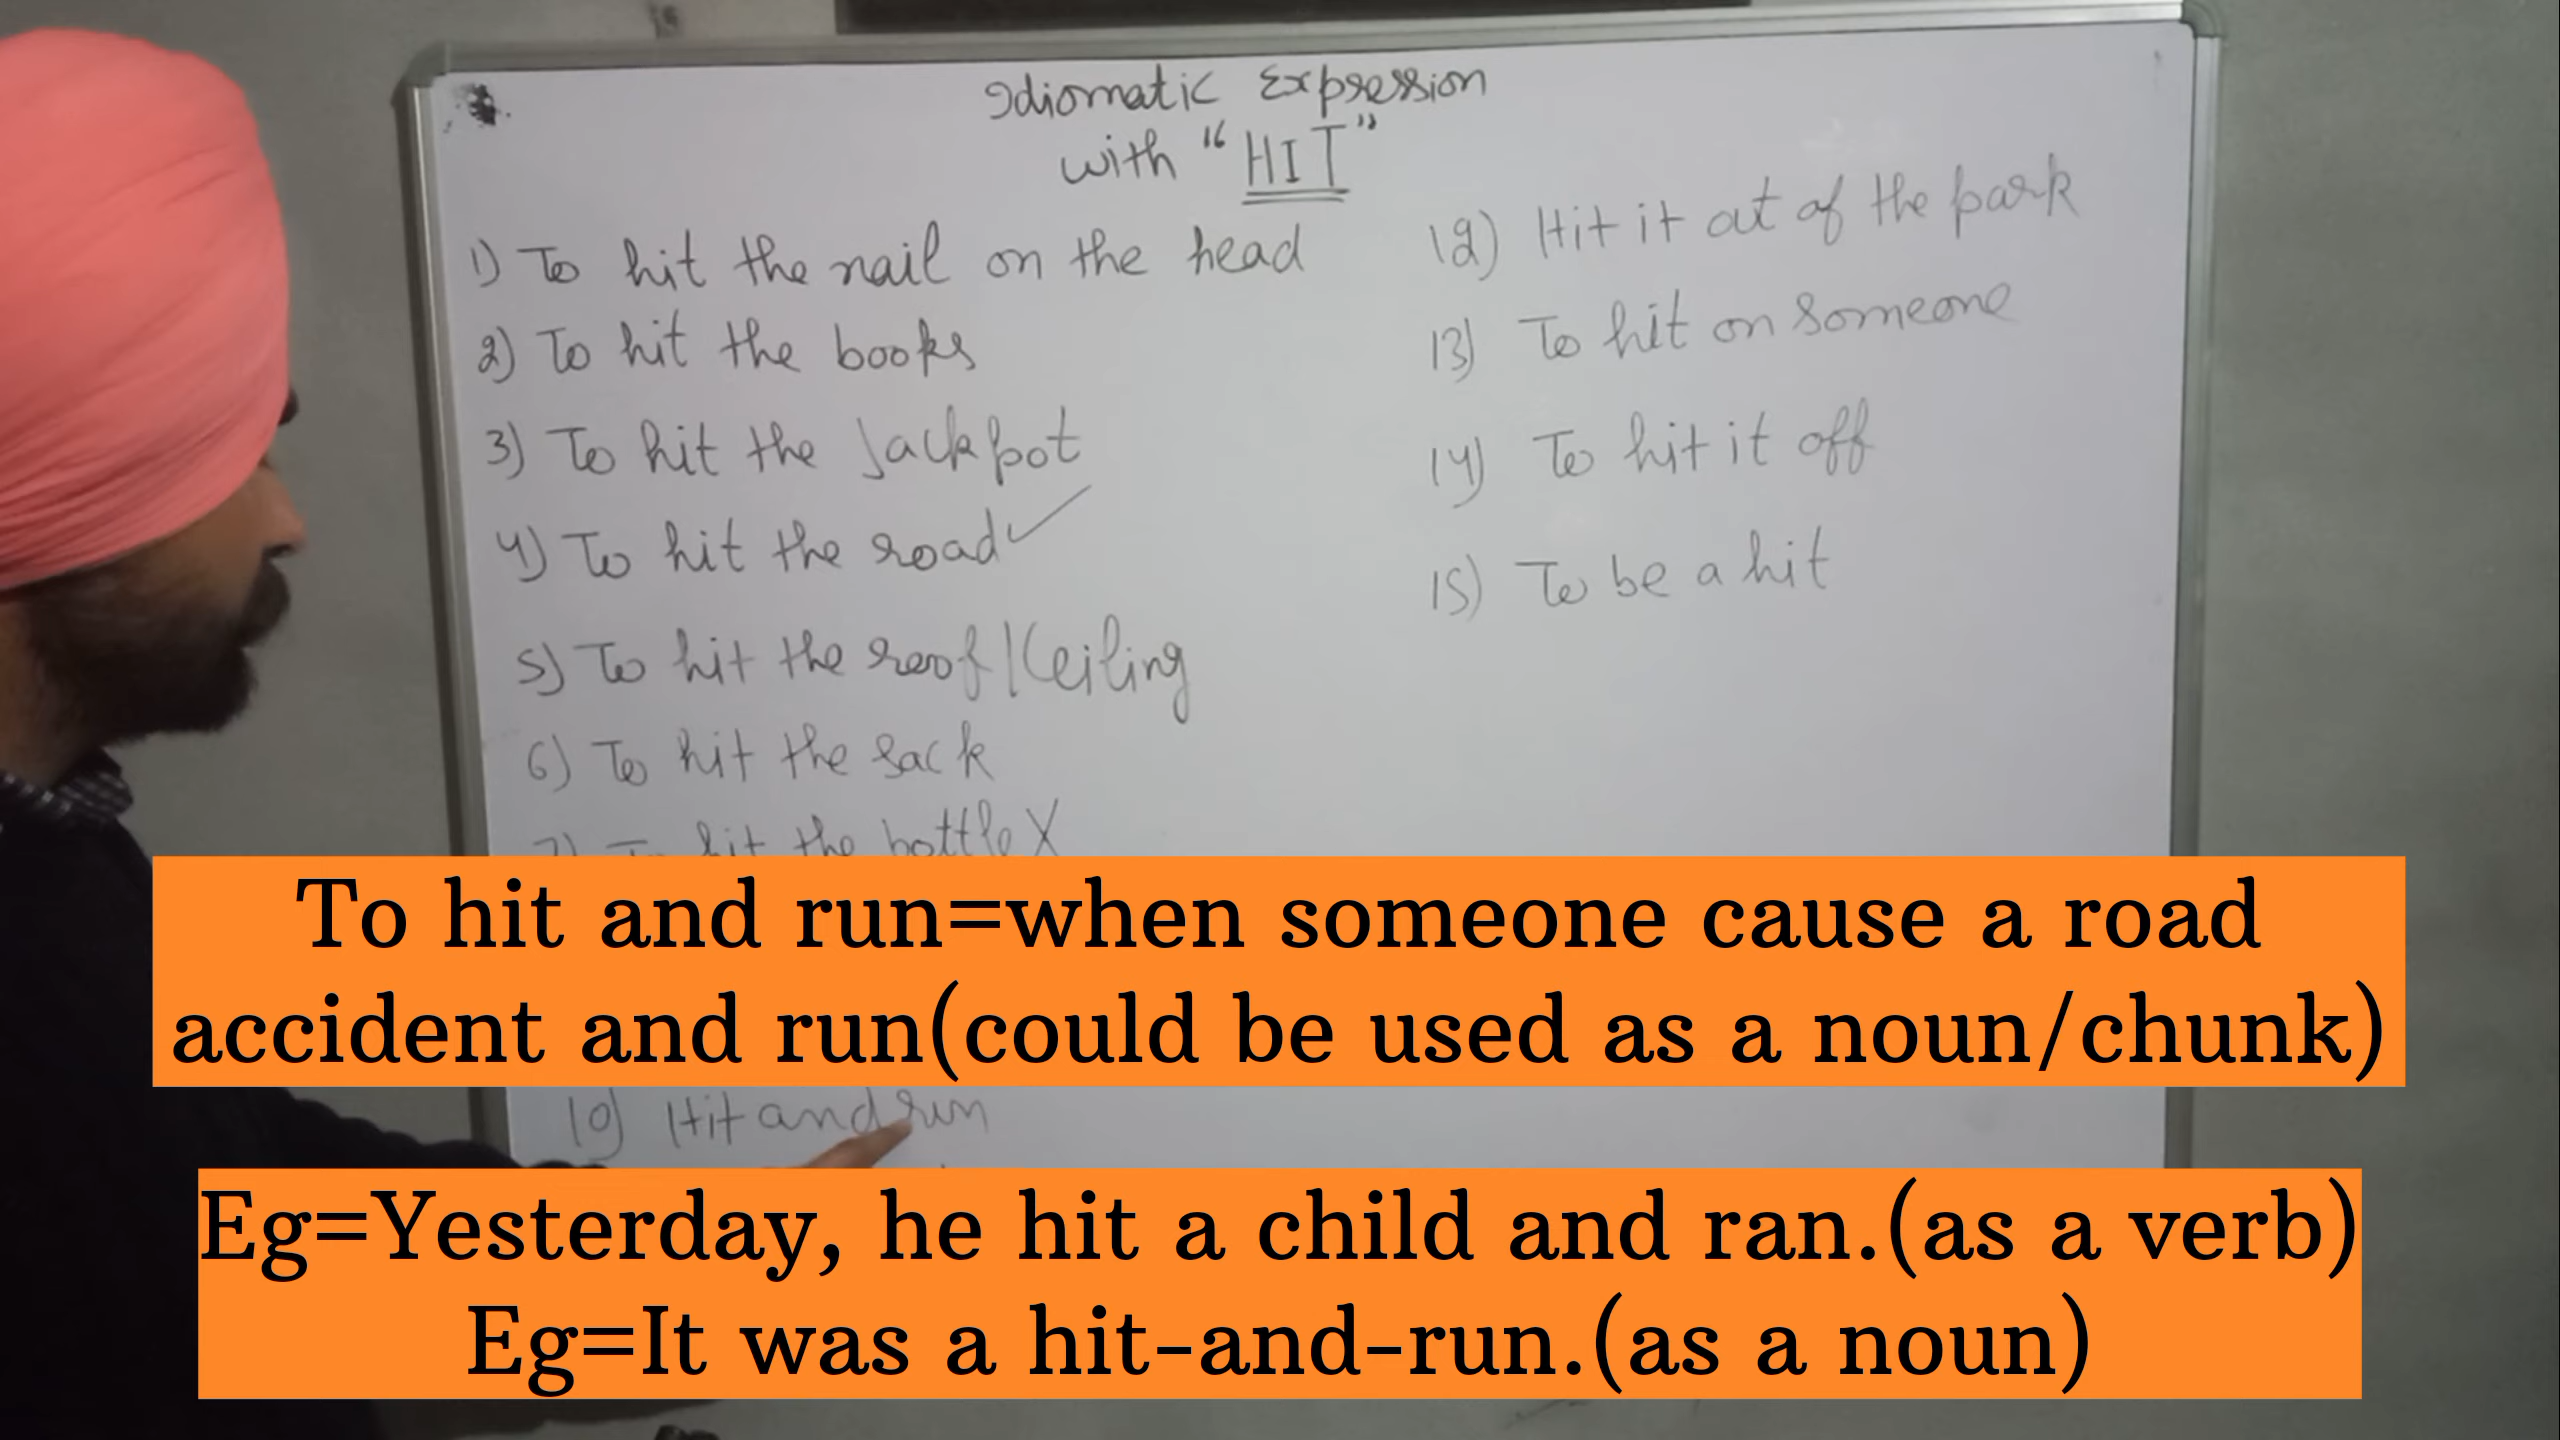 Idiomatic Expression
with "HIT"
1) To hit the nail on the head
2) To hit the books
3) To hit the Jackpot
4) To hit the road ✓
5) To hit the roof/Ceiling
6) To hit the sack
7) To hit the bottle X
10) Hit and run
12) Hit it out of the park
13) To hit on someone
14) To hit it off
15) To be a hit
To hit and run=when someone cause a road
accident and run(could be used as a noun/chunk)
Eg=Yesterday, he hit a child and ran.(as a verb)
Eg=It was a hit-and-run.(as a noun)